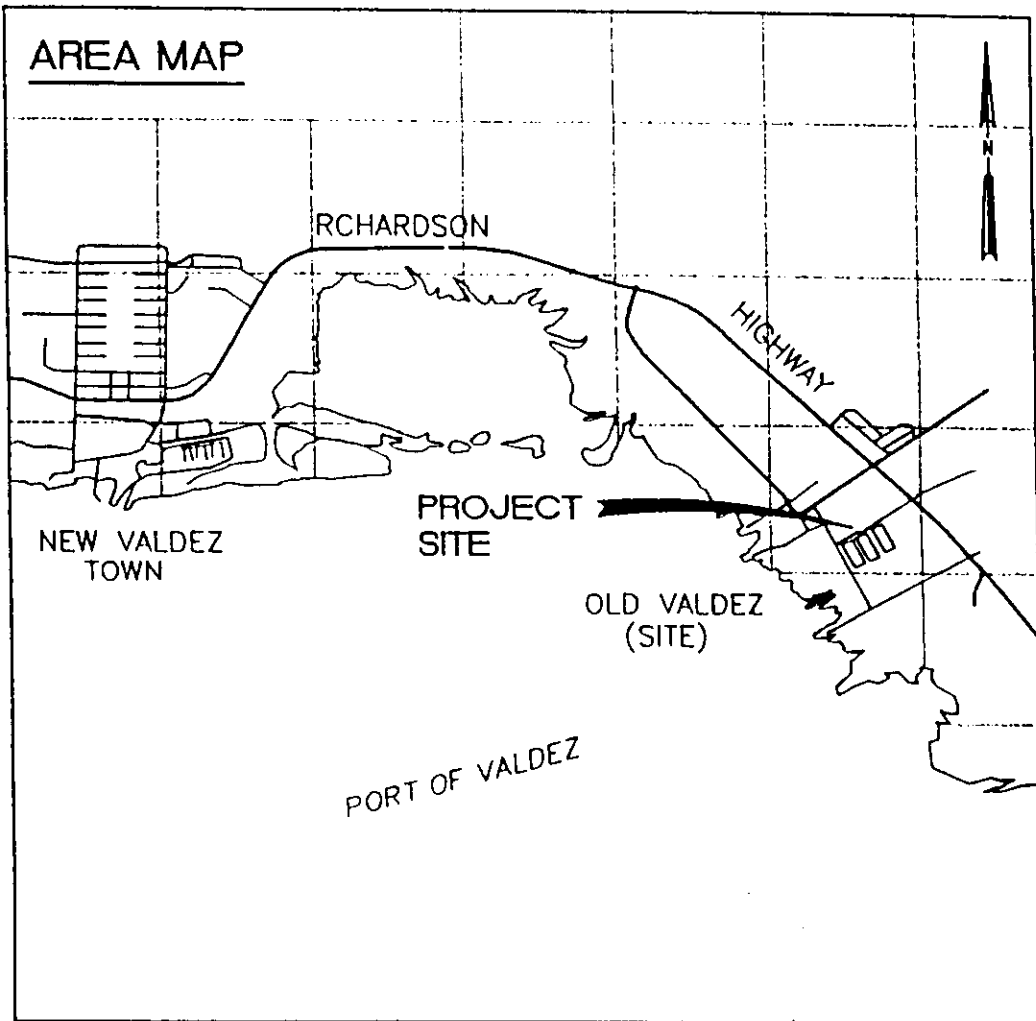 AREA MAP
N
RCHARDSON
HIGHWAY
PROJECT
SITE
NEW VALDEZ
TOWN
OLD VALDEZ
(SITE)
PORT OF VALDEZ